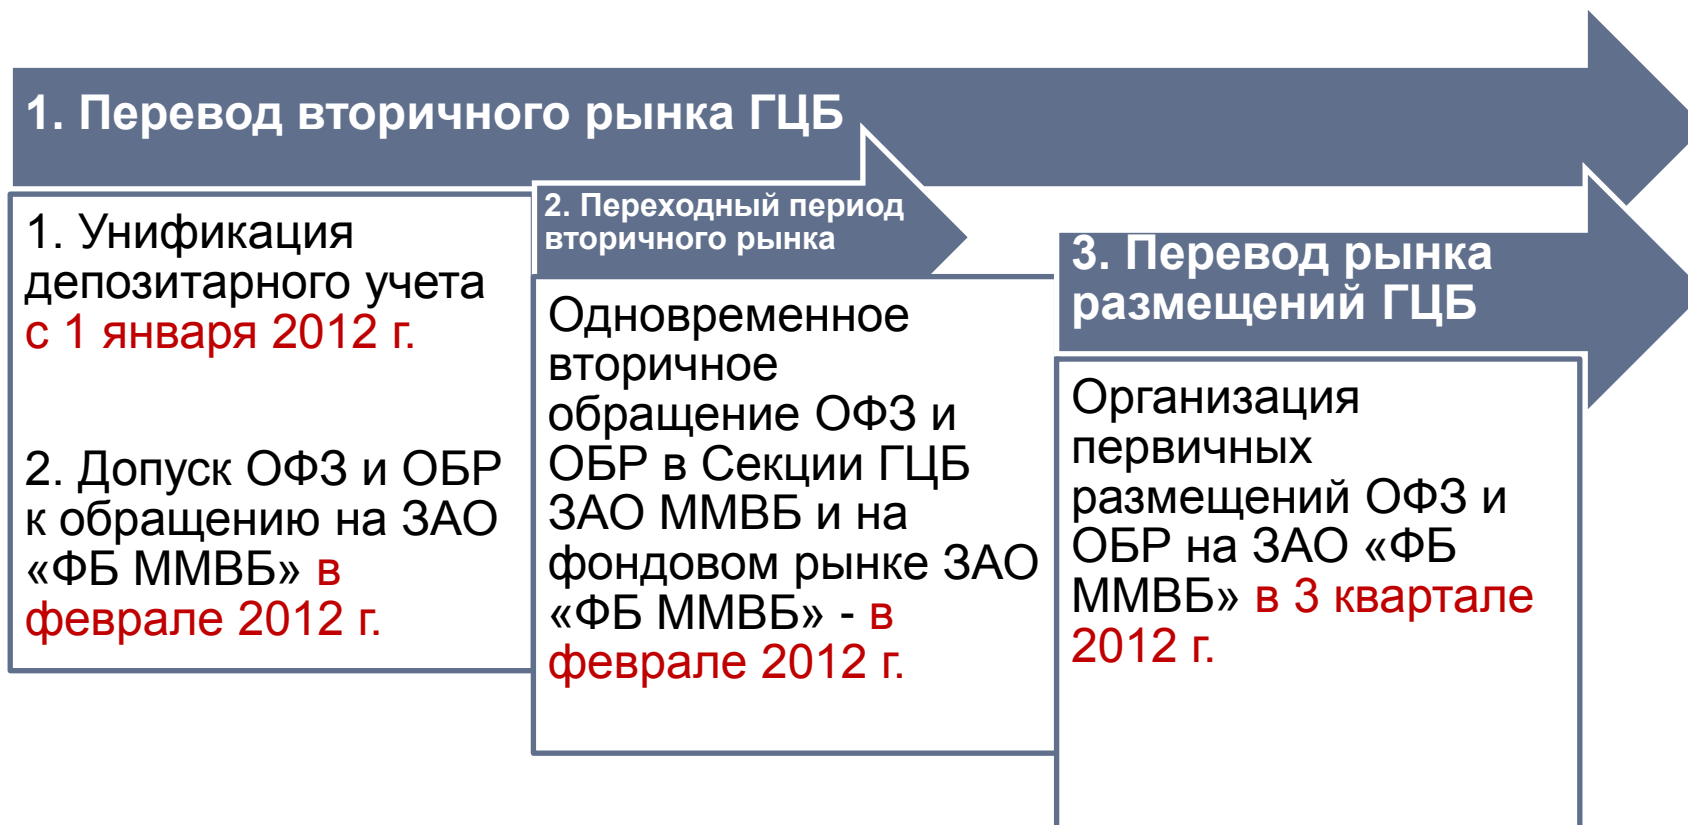 1. Перевод вторичного рынка ГЦБ
1. Унификация
депозитарного учета
с 1 января 2012 г.
2. Допуск ОФЗ и ОБР
к обращению на ЗАО
«ФБ ММВБ» в
феврале 2012 г.
2. Переходный период
вторичного рынка
Одновременное
вторичное
обращение ОФЗ и
ОБР в Секции ГЦБ
ЗАО ММВБ и на
фондовом рынке ЗАО
«ФБ ММВБ» - в
феврале 2012 г.
3. Перевод рынка
размещений ГЦБ
Организация
первичных
размещений ОФЗ и
ОБР на ЗАО «ФБ
ММВБ» в 3 квартале
2012 г.